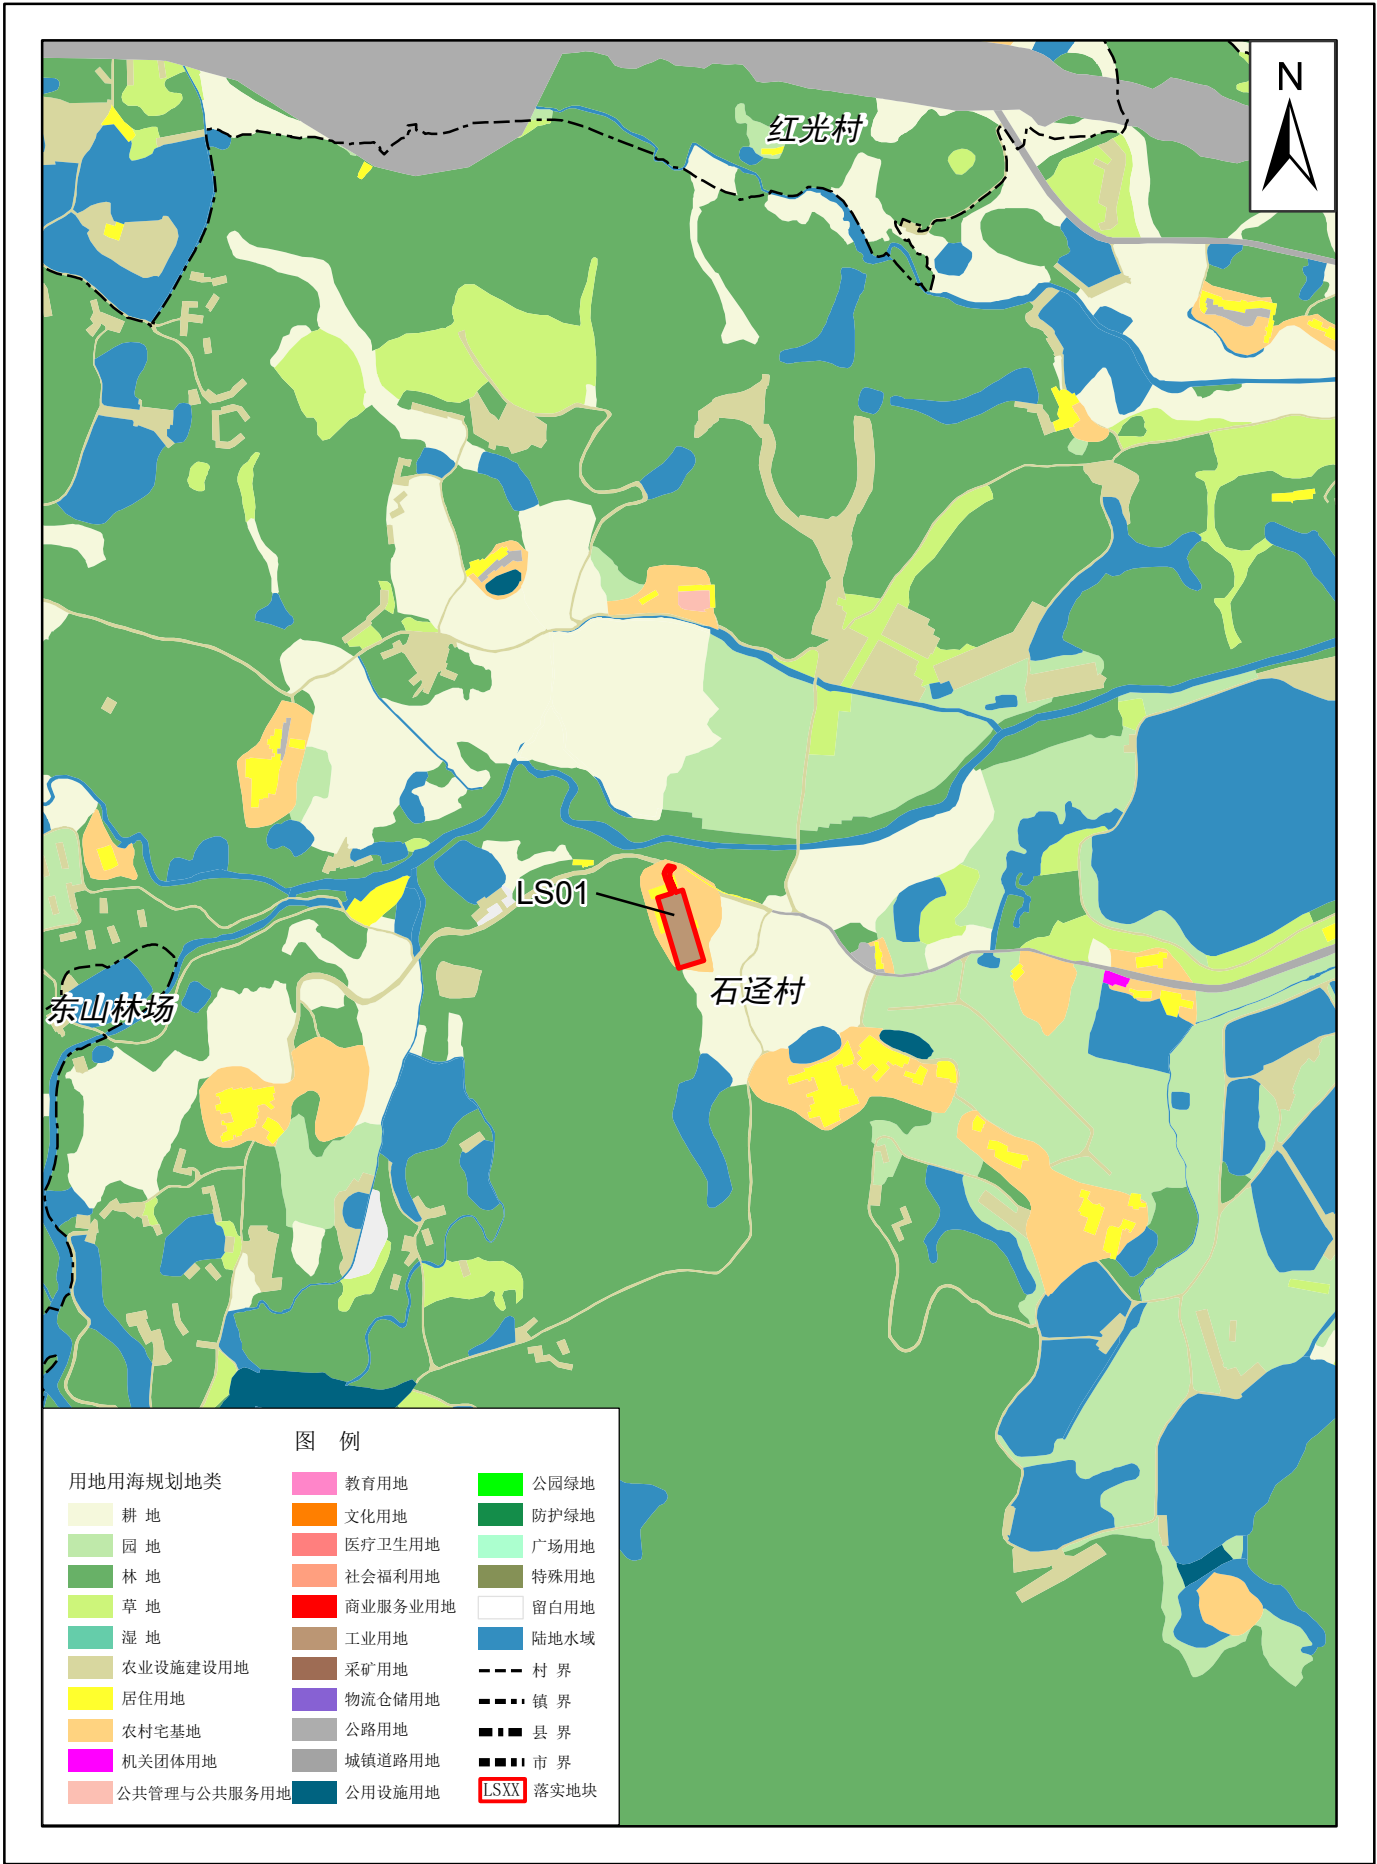 N
红光村
LS01
石迳村
东山林场
图 例
用地用海规划地类
耕 地
园 地
林 地
草 地
湿 地
农业设施建设用地
居住用地
农村宅基地
机关团体用地
公共管理与公共服务用地
教育用地
文化用地
医疗卫生用地
社会福利用地
商业服务业用地
工业用地
采矿用地
物流仓储用地
公路用地
城镇道路用地
公用设施用地
公园绿地
防护绿地
广场用地
特殊用地
留白用地
陆地水域
村 界
镇 界
县 界
市 界
LSXX 落实地块